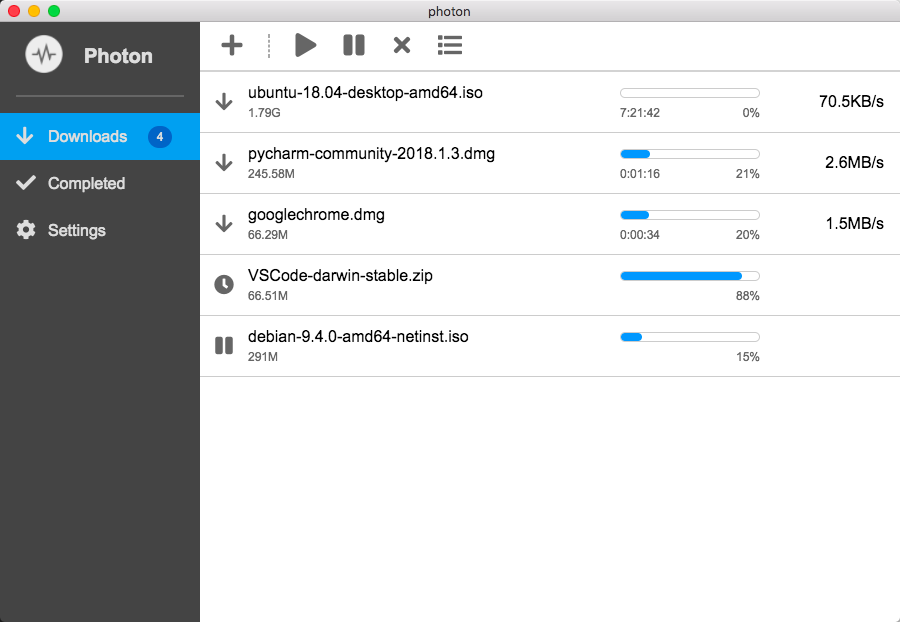 photon
Photon
Downloads 4
Completed
Settings
ubuntu-18.04-desktop-amd64.iso
1.79G
7:21:42 0%
70.5KB/s
pycharm-community-2018.1.3.dmg
245.58M
0:01:16 21%
2.6MB/s
googlechrome.dmg
66.29M
0:00:34 20%
1.5MB/s
VSCode-darwin-stable.zip
66.51M
88%
debian-9.4.0-amd64-netinst.iso
291M
15%